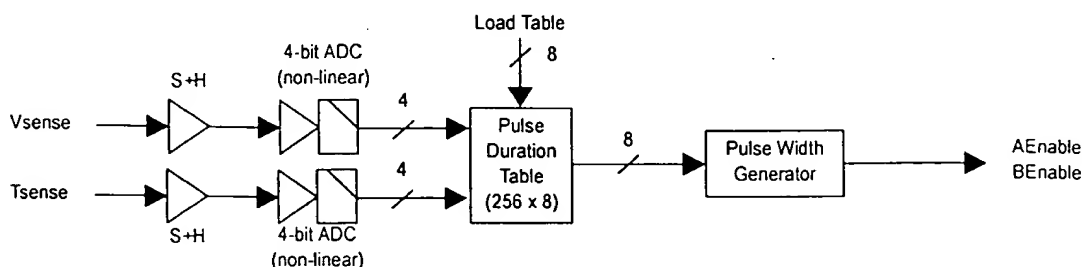 Load Table
8
4-bit ADC
(non-linear)
S+H
4
Vsense
Pulse
Duration
Table
(256 x 8)
8
Pulse Width
Generator
AEnable
BEnable
Tsense
4
S+H
4-bit ADC
(non-linear)